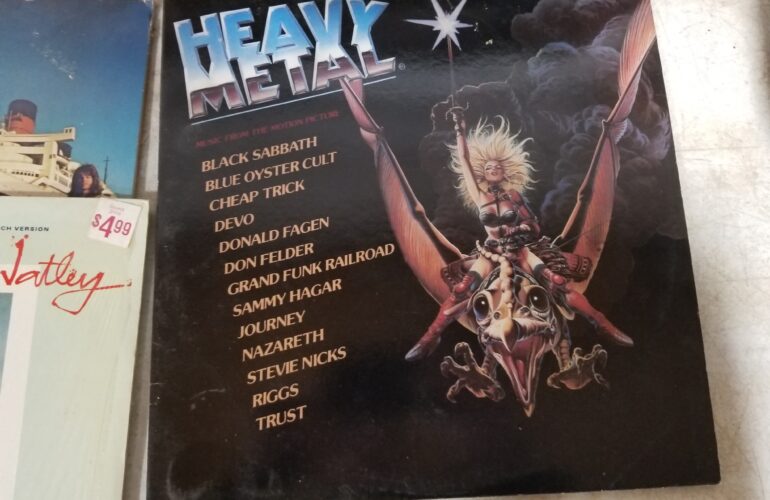 HEAVY
METAL
MUSIC FROM THE MOTION PICTURE
BLACK SABBATH
BLUE OYSTER CULT
CHEAP TRICK
DEVO
DONALD FAGEN
DON FELDER
GRAND FUNK RAILROAD
SAMMY HAGAR
JOURNEY
NAZARETH
STEVIE NICKS
RIGGS
TRUST
$4.99
CH VERSION
Watley